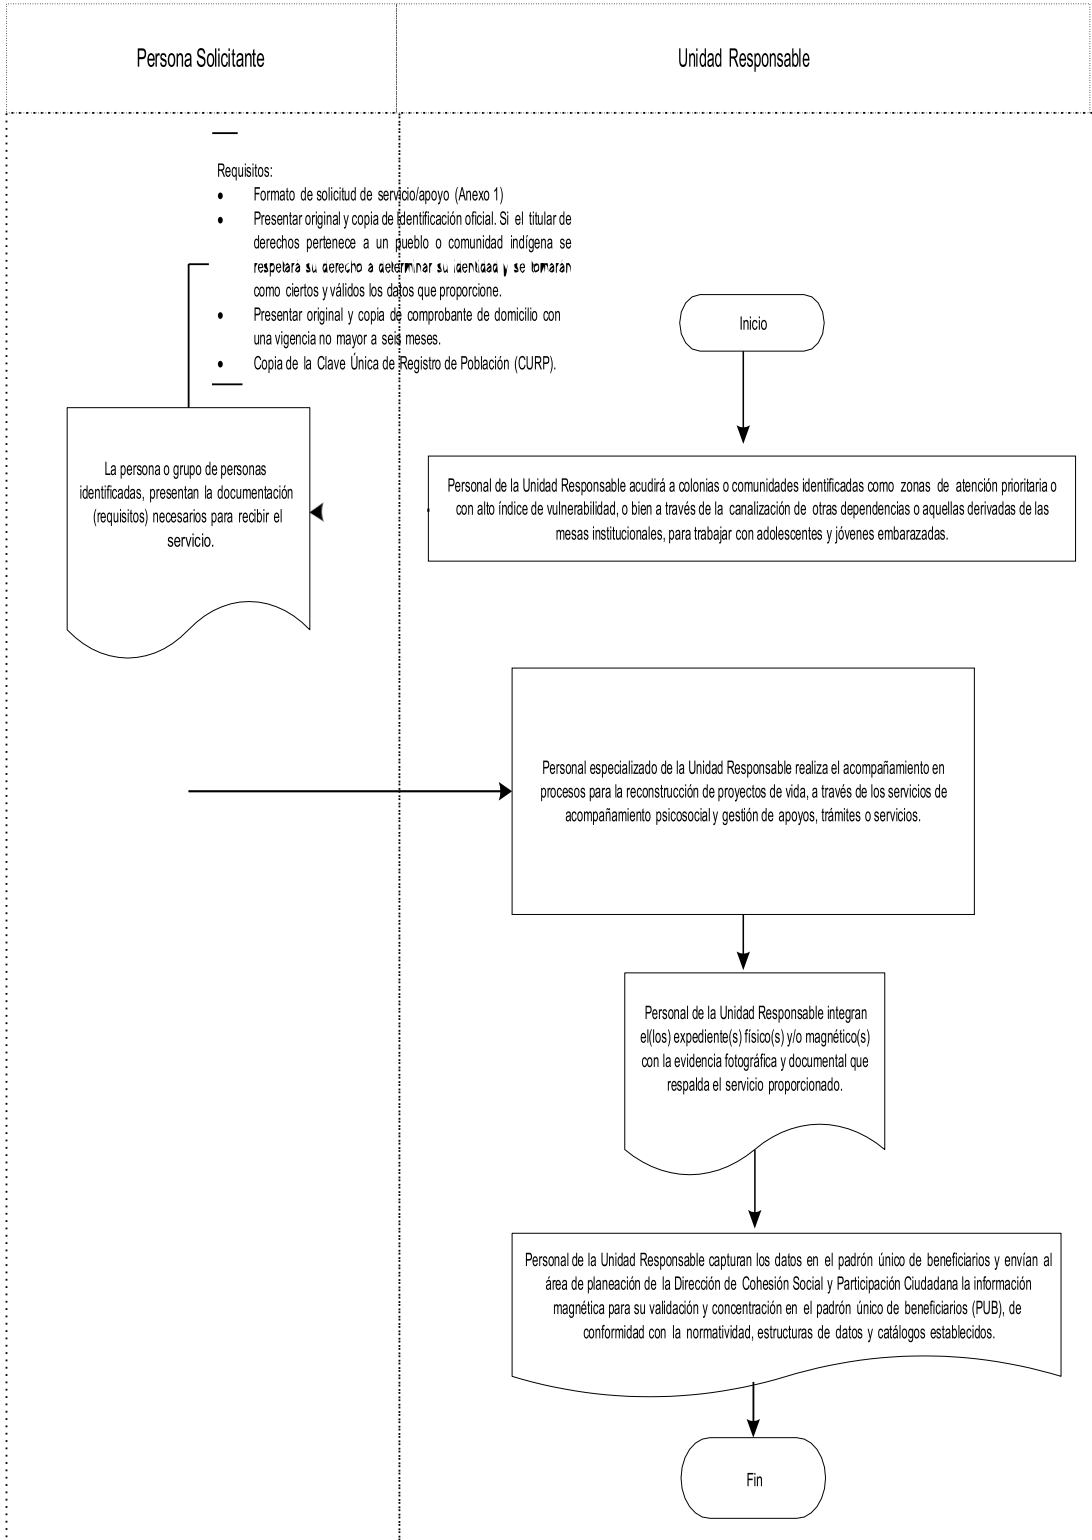 Persona Solicitante
Unidad Responsable
Requisitos:
• Formato de solicitud de servicio/apoyo (Anexo 1)
• Presentar original y copia de identificación oficial. Si el titular de
derechos pertenece a un pueblo o comunidad indígena se
respetará su derecho a determinar su identidad y se tomarán
como ciertos y válidos los datos que proporcione.
• Presentar original y copia de comprobante de domicilio con
una vigencia no mayor a seis meses.
• Copia de la Clave Única de Registro de Población (CURP).
Inicio
La persona o grupo de personas
identificadas, presentan la documentación
(requisitos) necesarios para recibir el
servicio.
Personal de la Unidad Responsable acudirá a colonias o comunidades identificadas como zonas de atención prioritaria o
con alto índice de vulnerabilidad, o bien a través de la canalización de otras dependencias o aquellas derivadas de las
mesas institucionales, para trabajar con adolescentes y jóvenes embarazadas.
Personal especializado de la Unidad Responsable realiza el acompañamiento en
procesos para la reconstrucción de proyectos de vida, a través de los servicios de
acompañamiento psicosocial y gestión de apoyos, trámites o servicios.
Personal de la Unidad Responsable integran
el(los) expediente(s) físico(s) y/o magnético(s)
con la evidencia fotográfica y documental que
respalda el servicio proporcionado.
Personal de la Unidad Responsable capturan los datos en el padrón único de beneficiarios y envían al
área de planeación de la Dirección de Cohesión Social y Participación Ciudadana la información
magnética para su validación y concentración en el padrón único de beneficiarios (PUB), de
conformidad con la normatividad, estructuras de datos y catálogos establecidos.
Fin